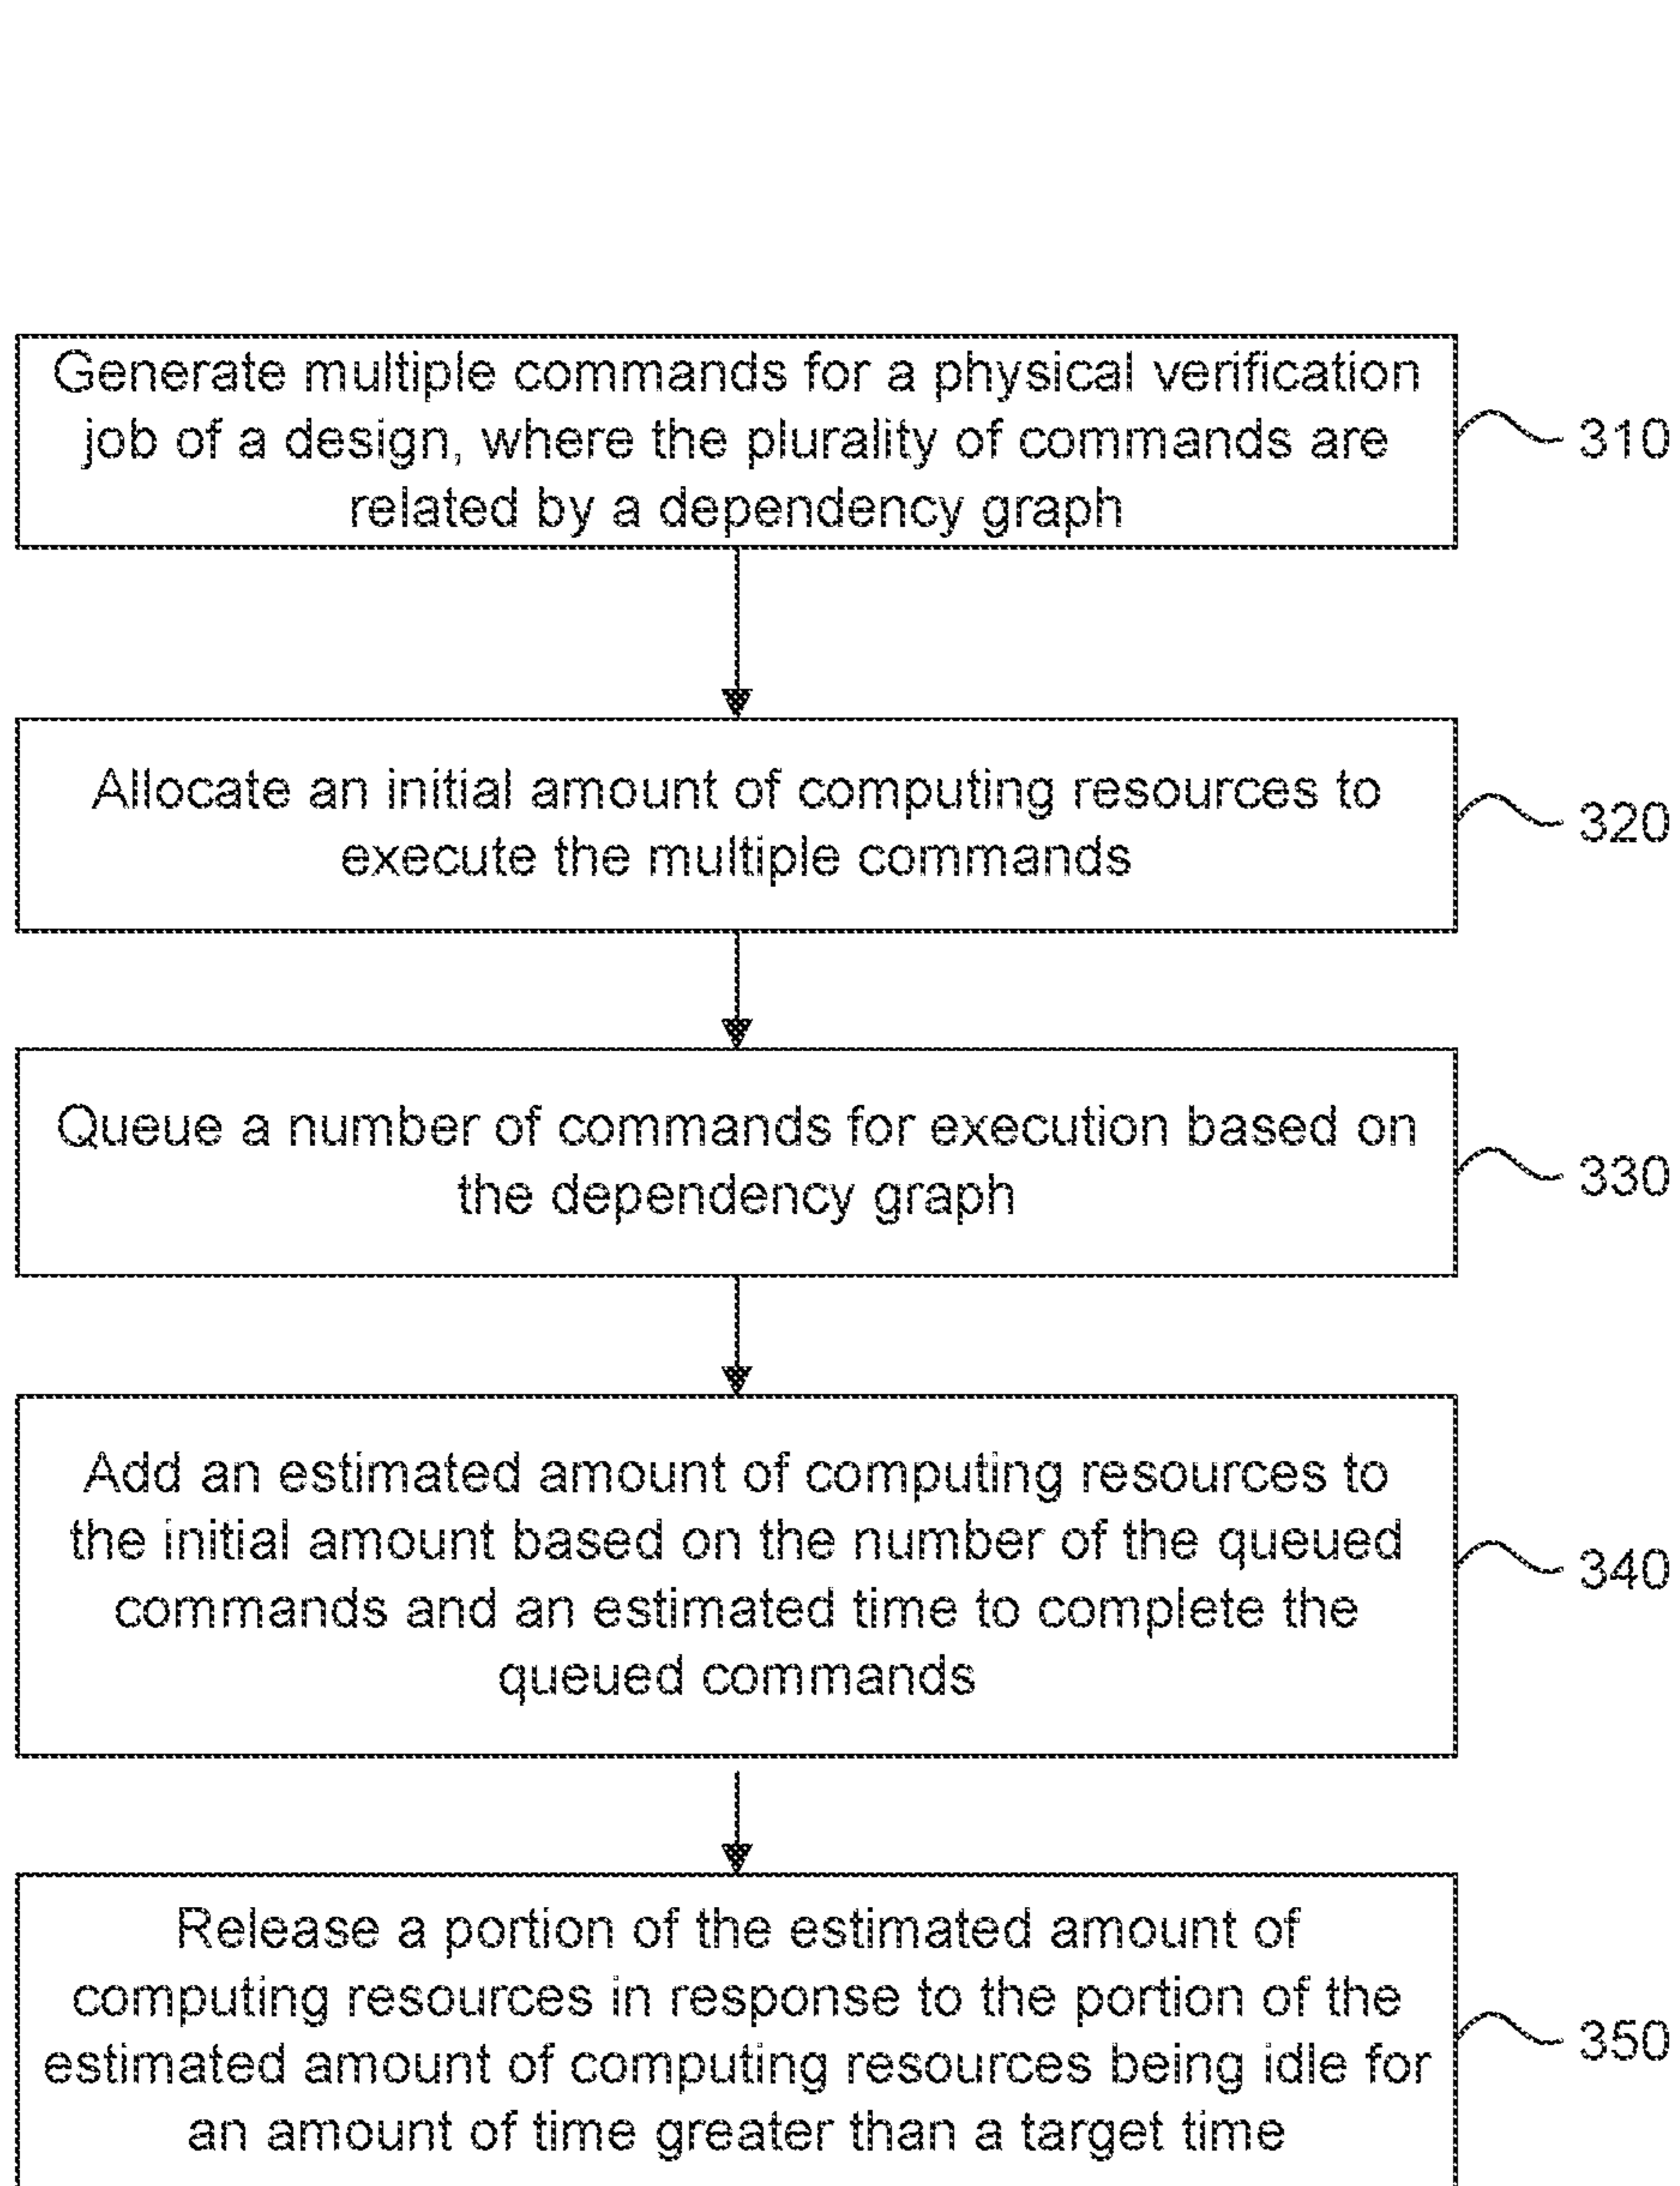 Generate multiple commands for a physical verification
job of a design, where the plurality of commands are
related by a dependency graph
310
Allocate an initial amount of computing resources to
execute the multiple commands
320
Queue a number of commands for execution based on
the dependency graph
330
Add an estimated amount of computing resources to
the initial amount based on the number of the queued
commands and an estimated time to complete the
queued commands
340
Release a portion of the estimated amount of
computing resources in response to the portion of the
estimated amount of computing resources being idle for
an amount of time greater than a target time
350